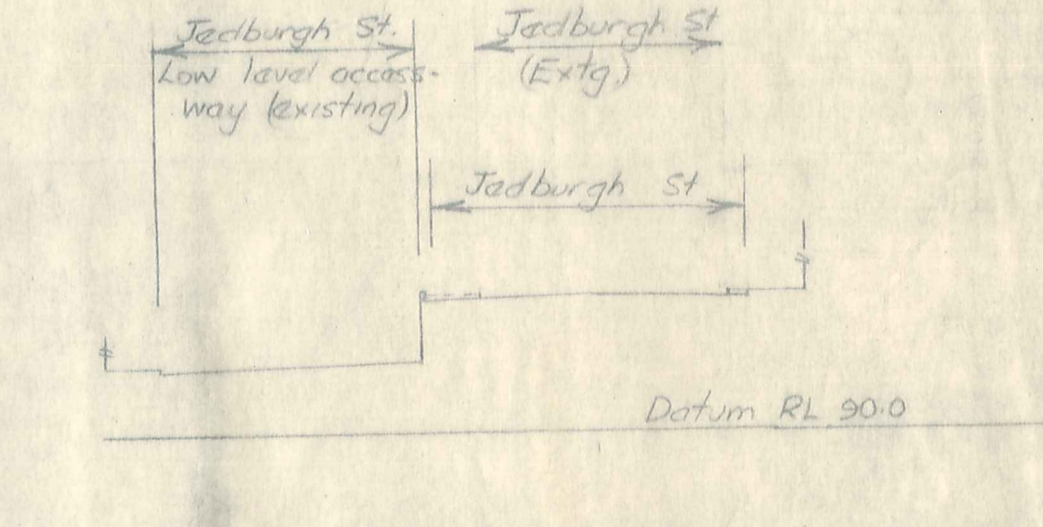 Jedburgh St.
Low level access-
way (existing)
Jedburgh St
(Extg.)
Jedburgh St
Datum RL 90.0